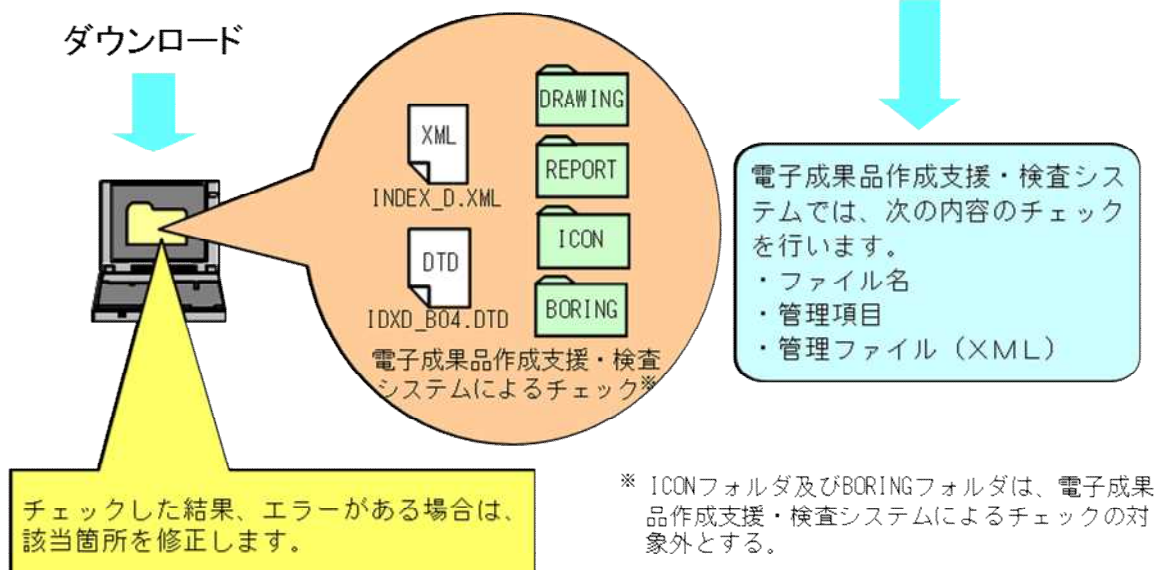 ダウンロード
XML
INDEX_D.XML
DTD
IDXD_B04.DTD
DRAWING
REPORT
ICON
BORING
電子成果品作成支援・検査
システムによるチェック※
電子成果品作成支援・検査シス
テムでは、次の内容のチェック
を行います。
・ファイル名
・管理項目
・管理ファイル（ＸＭＬ）
チェックした結果、エラーがある場合は、
該当箇所を修正します。
※ ICONフォルダ及びBORINGフォルダは、電子成果
品作成支援・検査システムによるチェックの対
象外とする。